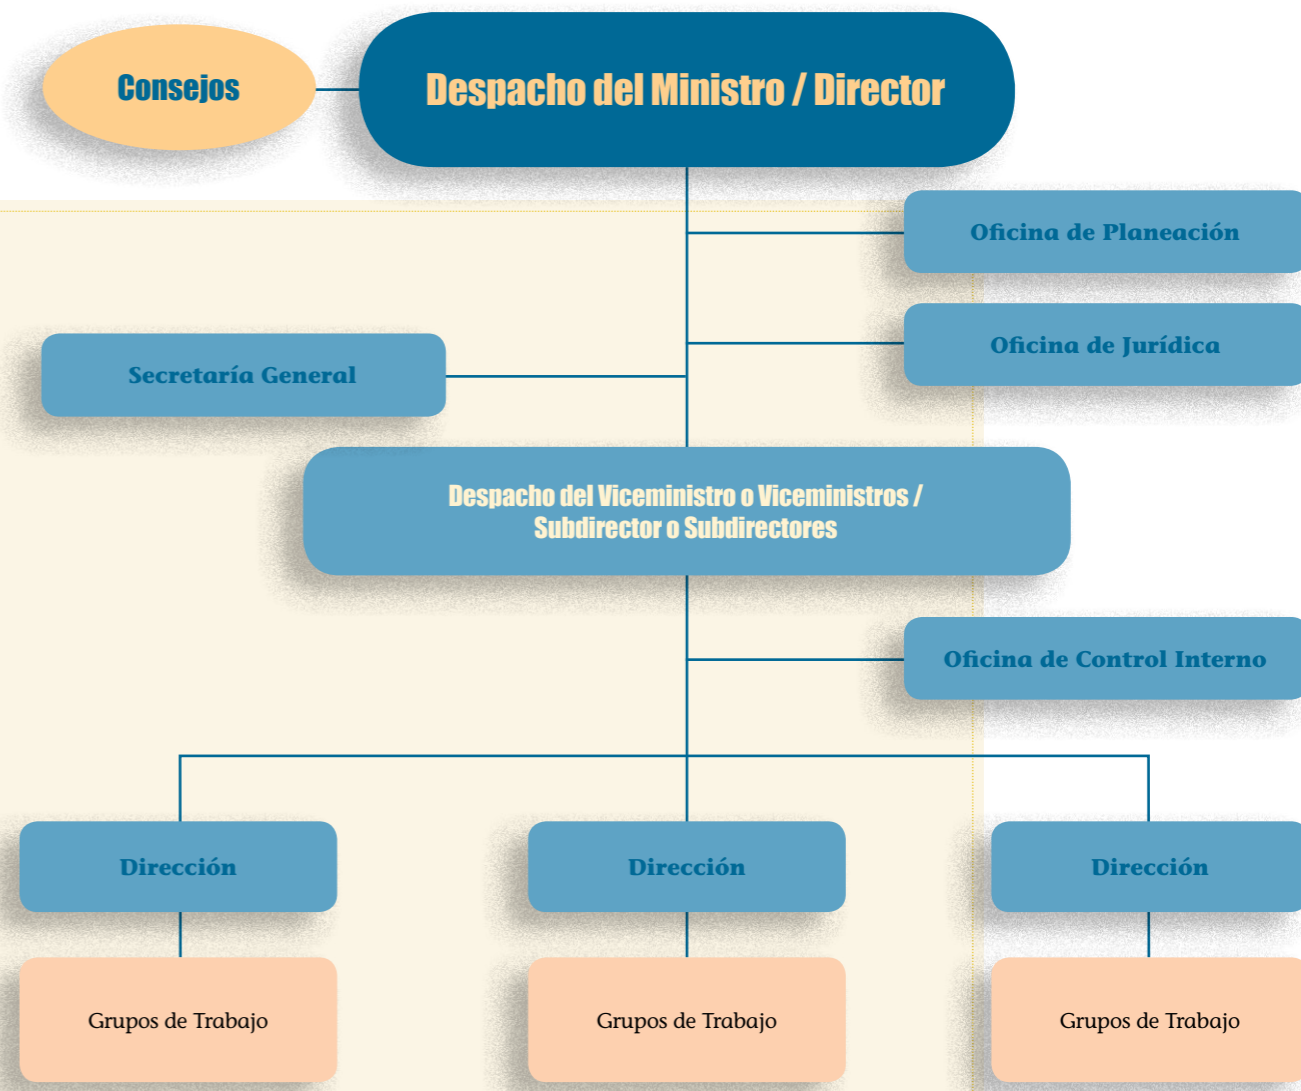 Consejos
Despacho del Ministro / Director
Oficina de Planeación
Oficina de Jurídica
Secretaría General
Despacho del Viceministro o Viceministros /
Subdirector o Subdirectores
Oficina de Control Interno
Dirección
Dirección
Dirección
Grupos de Trabajo
Grupos de Trabajo
Grupos de Trabajo